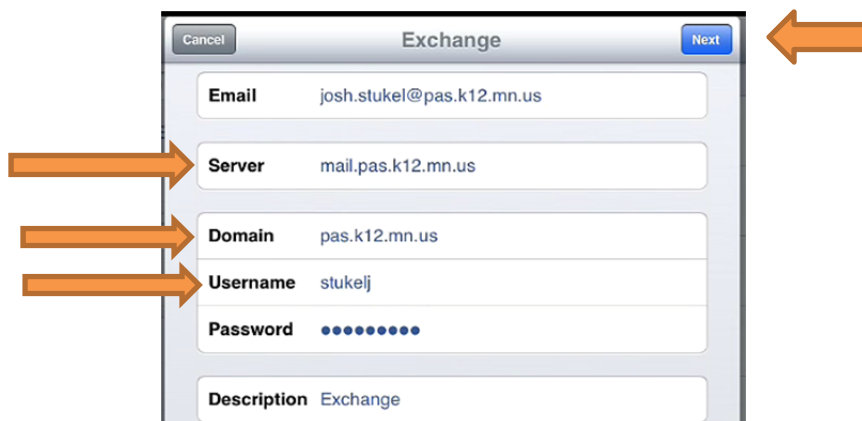 Cancel Exchange Next
Email josh.stukel@pas.k12.mn.us
Server mail.pas.k12.mn.us
Domain pas.k12.mn.us
Username stukelj
Password ●●●●●●●●●
Description Exchange